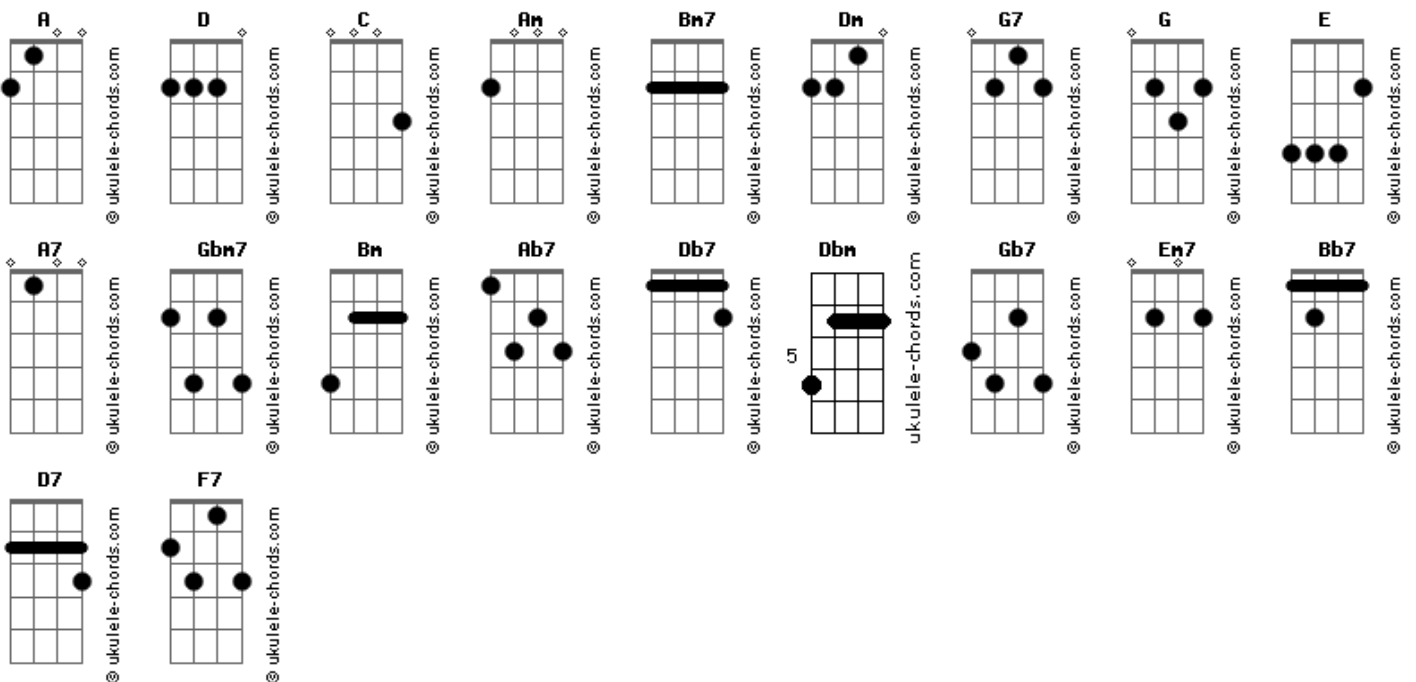 A D C Am Bm7 Dm G7 G E
© ukulele-chords.com © ukulele-chords.com © ukulele-chords.com © ukulele-chords.com © ukulele-chords.com © ukulele-chords.com © ukulele-chords.com © ukulele-chords.com © ukulele-chords.com
A7 Gbm7 Bm Ab7 Db7 Dbm Gb7 Em7 Bb7
5
© ukulele-chords.com © ukulele-chords.com © ukulele-chords.com © ukulele-chords.com © ukulele-chords.com ukulele-chords.com © ukulele-chords.com © ukulele-chords.com © ukulele-chords.com
D7 F7
© ukulele-chords.com © ukulele-chords.com